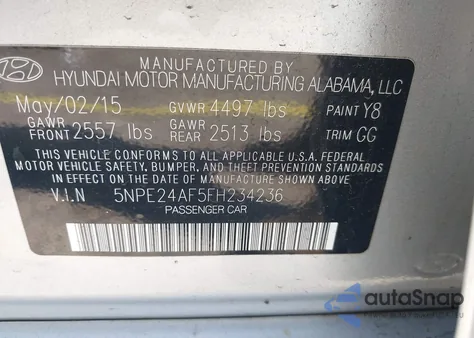 MANUFACTURED BY
HYUNDAI MOTOR MANUFACTURING ALABAMA, LLC
May/02/15 GVWR 4497 lbs PAINT Y8
GAWR FRONT 2557 lbs GAWR REAR 2513 lbs TRIM GG
THIS VEHICLE CONFORMS TO ALL APPLICABLE U.S.A. FEDERAL
MOTOR VEHICLE SAFETY, BUMPER, AND THEFT PREVENTION STANDARDS
IN EFFECT ON THE DATE OF MANUFACTURE SHOWN ABOVE.
V.I.N 5NPE24AF5FH234236
PASSENGER CAR
autoSnap